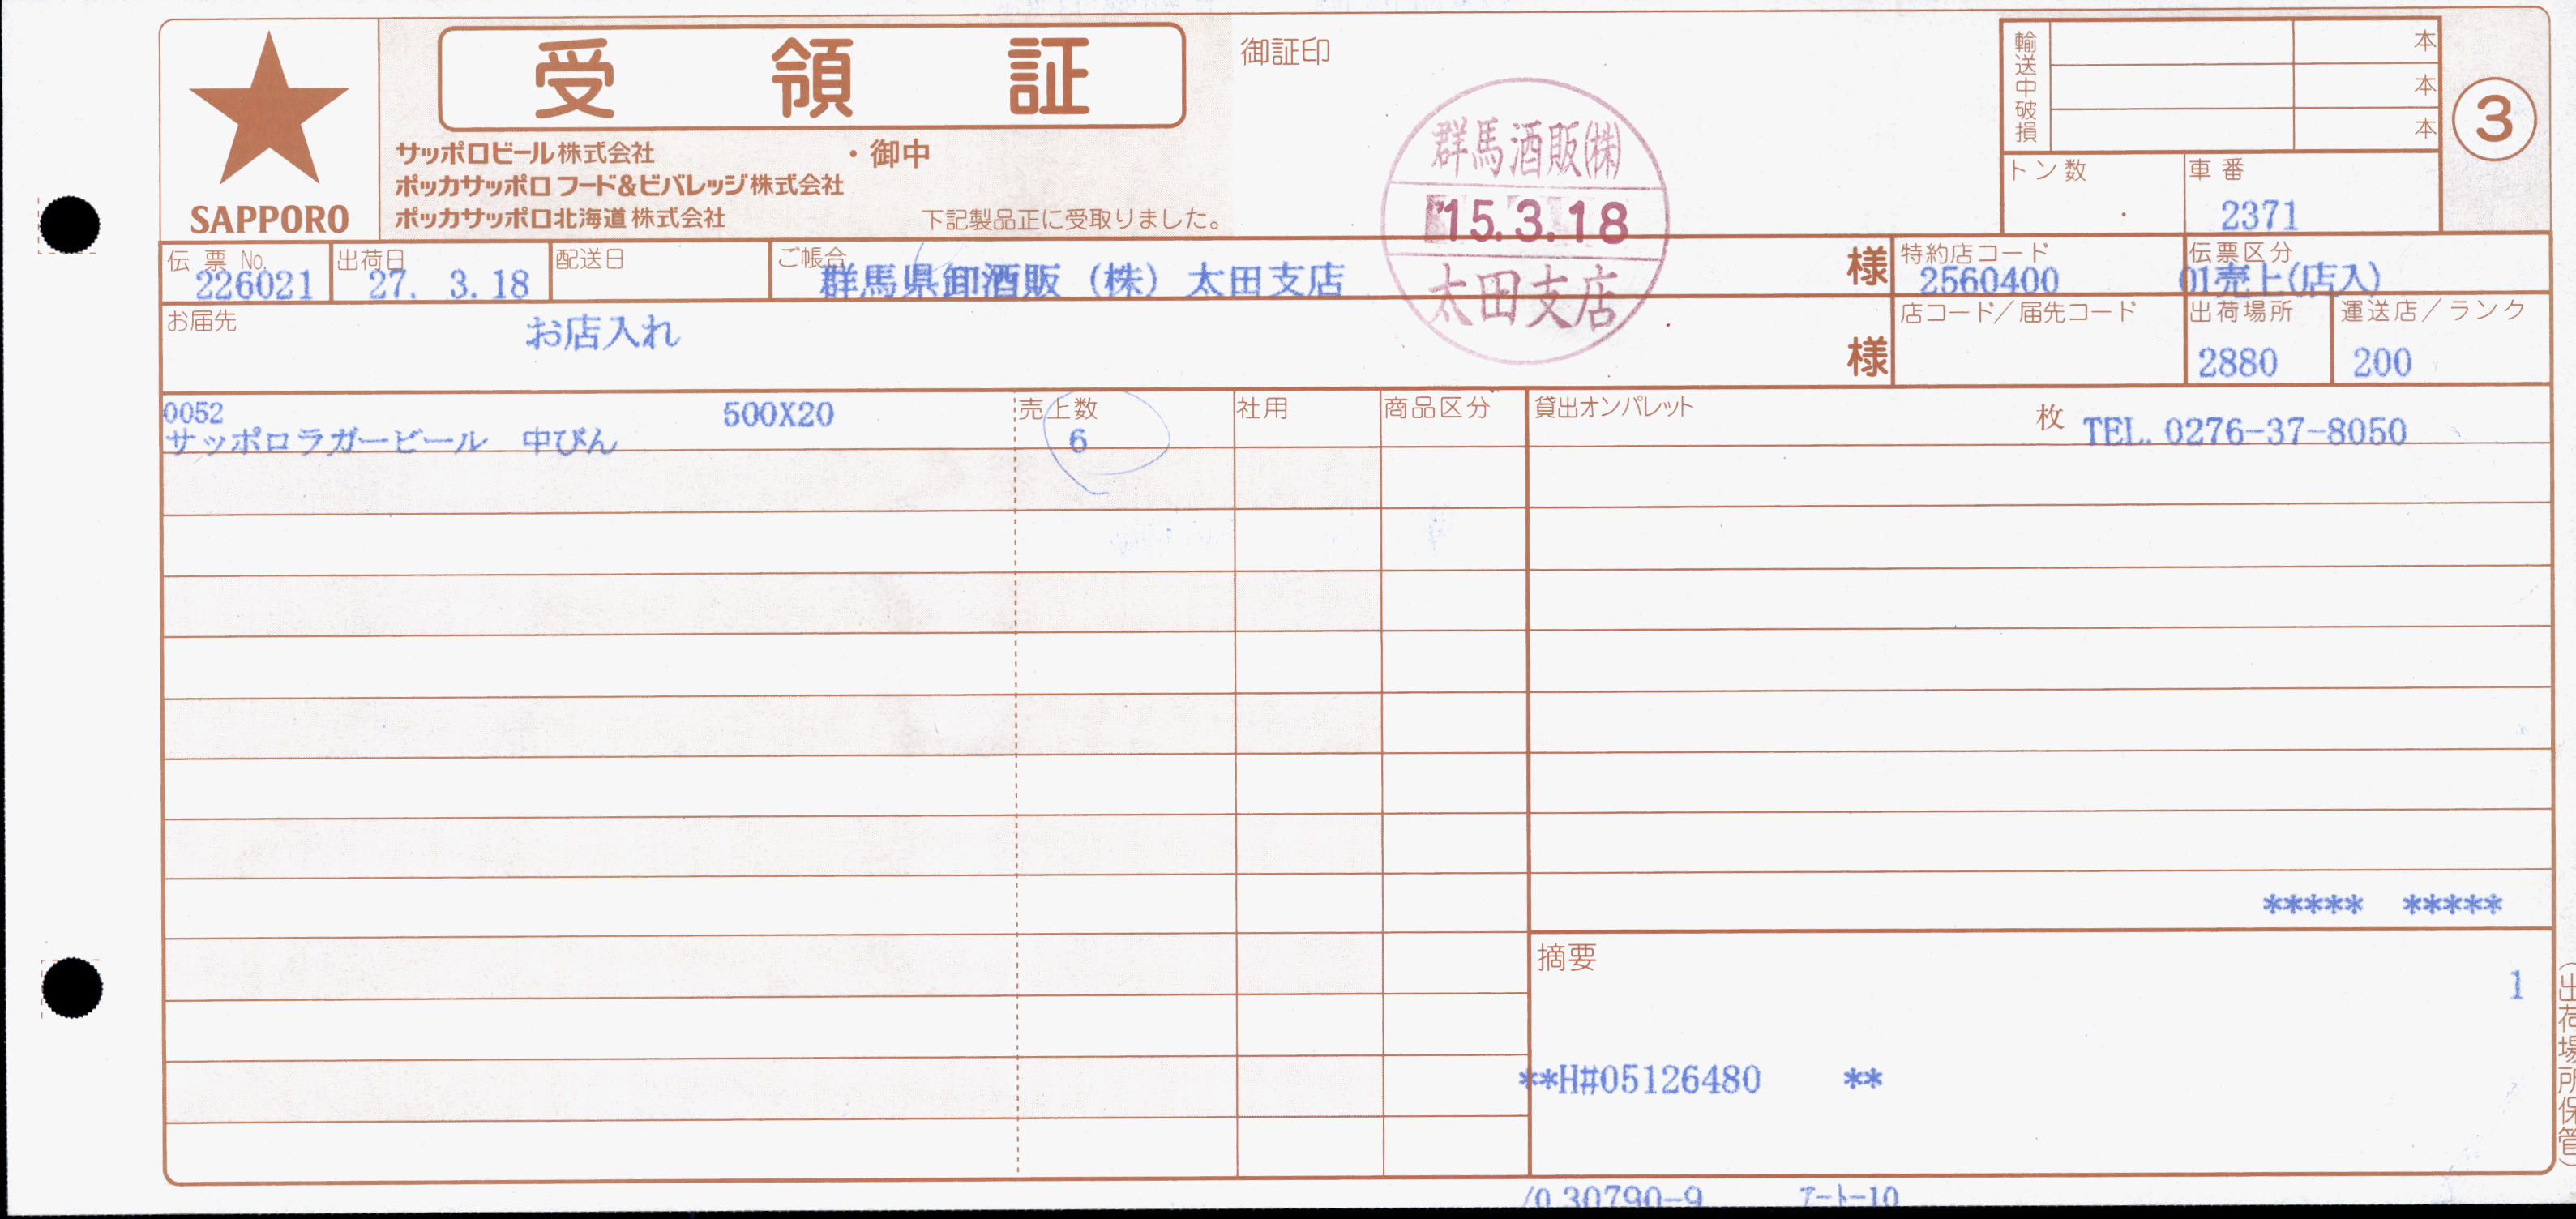 受領証
御証印
SAPPORO
サッポロビール株式会社 ・御中
ポッカサッポロ フード&ビバレッジ株式会社
ポッカサッポロ北海道株式会社
下記製品正に受取りました。
群馬酒販㈱
'15.3.18
太田支店
輸送中破損
本
本
本
③
トン数
車番
2371
伝票No.
226021
出荷日
27. 3.18
配送日
ご帳合
群馬県卸酒販(株)太田支店
様
特約店コード
2560400
伝票区分
01売上(店入)
お届先
お店入れ
様
店コード/届先コード
出荷場所
2880
運送店/ランク
200
0052 500X20
サッポロラガービール 中びん
売上数
6
社用
商品区分
貸出オンパレット
枚
TEL. 0276-37-8050
***** *****
摘要
1
**H#05126480 **
(出荷場所保管)
30790-9 ｱｰﾄ-10